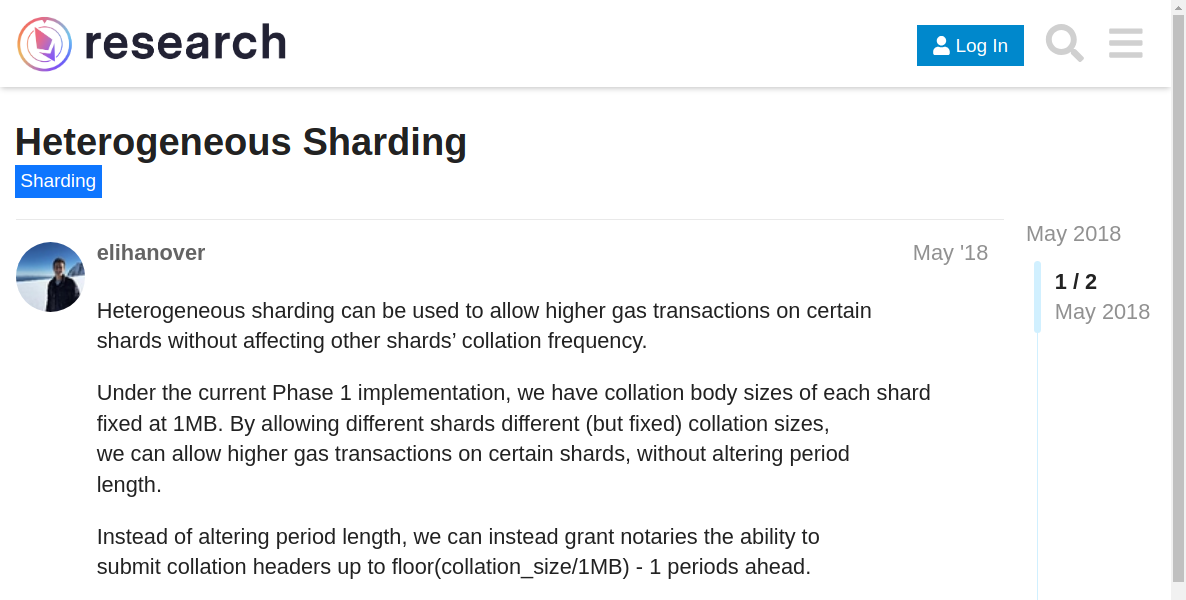 research
Log In
Heterogeneous Sharding
Sharding
elihanover
May '18
May 2018
1 / 2
May 2018
Heterogeneous sharding can be used to allow higher gas transactions on certain
shards without affecting other shards’ collation frequency.
Under the current Phase 1 implementation, we have collation body sizes of each shard
fixed at 1MB. By allowing different shards different (but fixed) collation sizes,
we can allow higher gas transactions on certain shards, without altering period
length.
Instead of altering period length, we can instead grant notaries the ability to
submit collation headers up to floor(collation_size/1MB) - 1 periods ahead.